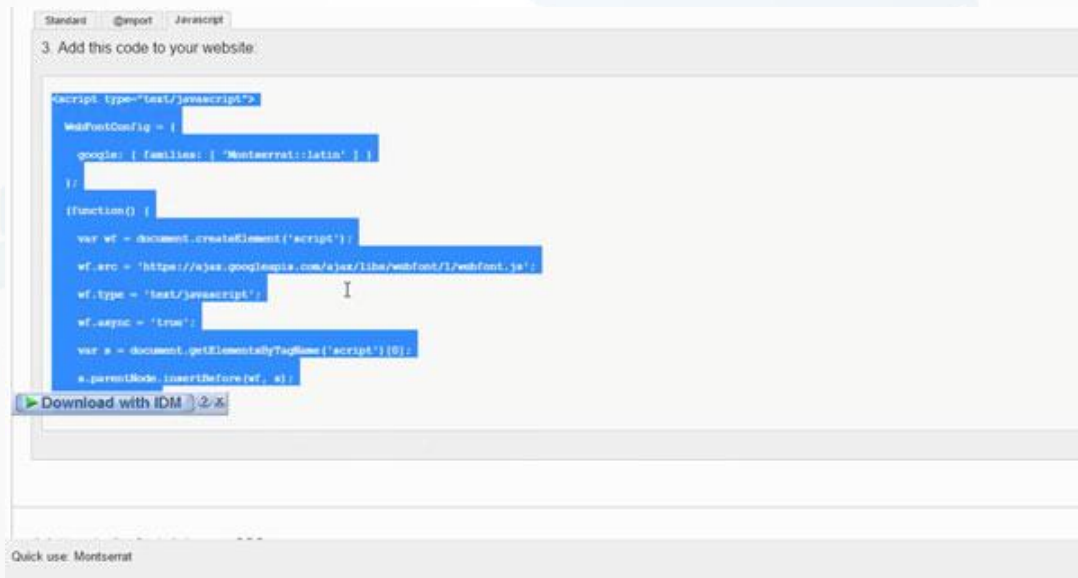 Standard @import Javascript
3. Add this code to your website:
<script type="text/javascript">
WebFontConfig = {
google: { families: [ 'Montserrat::latin' ] }
};
(function() {
var wf = document.createElement('script');
wf.src = 'https://ajax.googleapis.com/ajax/libs/webfont/1/webfont.js';
wf.type = 'text/javascript';
wf.async = 'true';
var s = document.getElementsByTagName('script')[0];
s.parentNode.insertBefore(wf, s);
Download with IDM ? x
Quick use: Montserrat